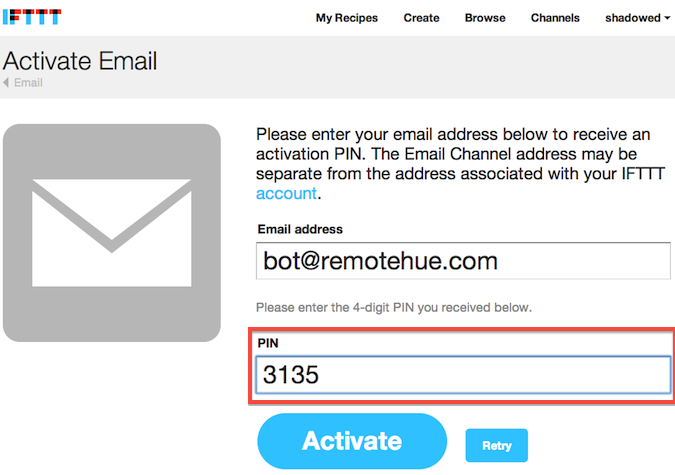 IFTTT
My Recipes Create Browse Channels shadowed
Activate Email
Email
Please enter your email address below to receive an
activation PIN. The Email Channel address may be
separate from the address associated with your IFTTT
account.
Email address
bot@remotehue.com
Please enter the 4-digit PIN you received below.
PIN
3135
Activate Retry